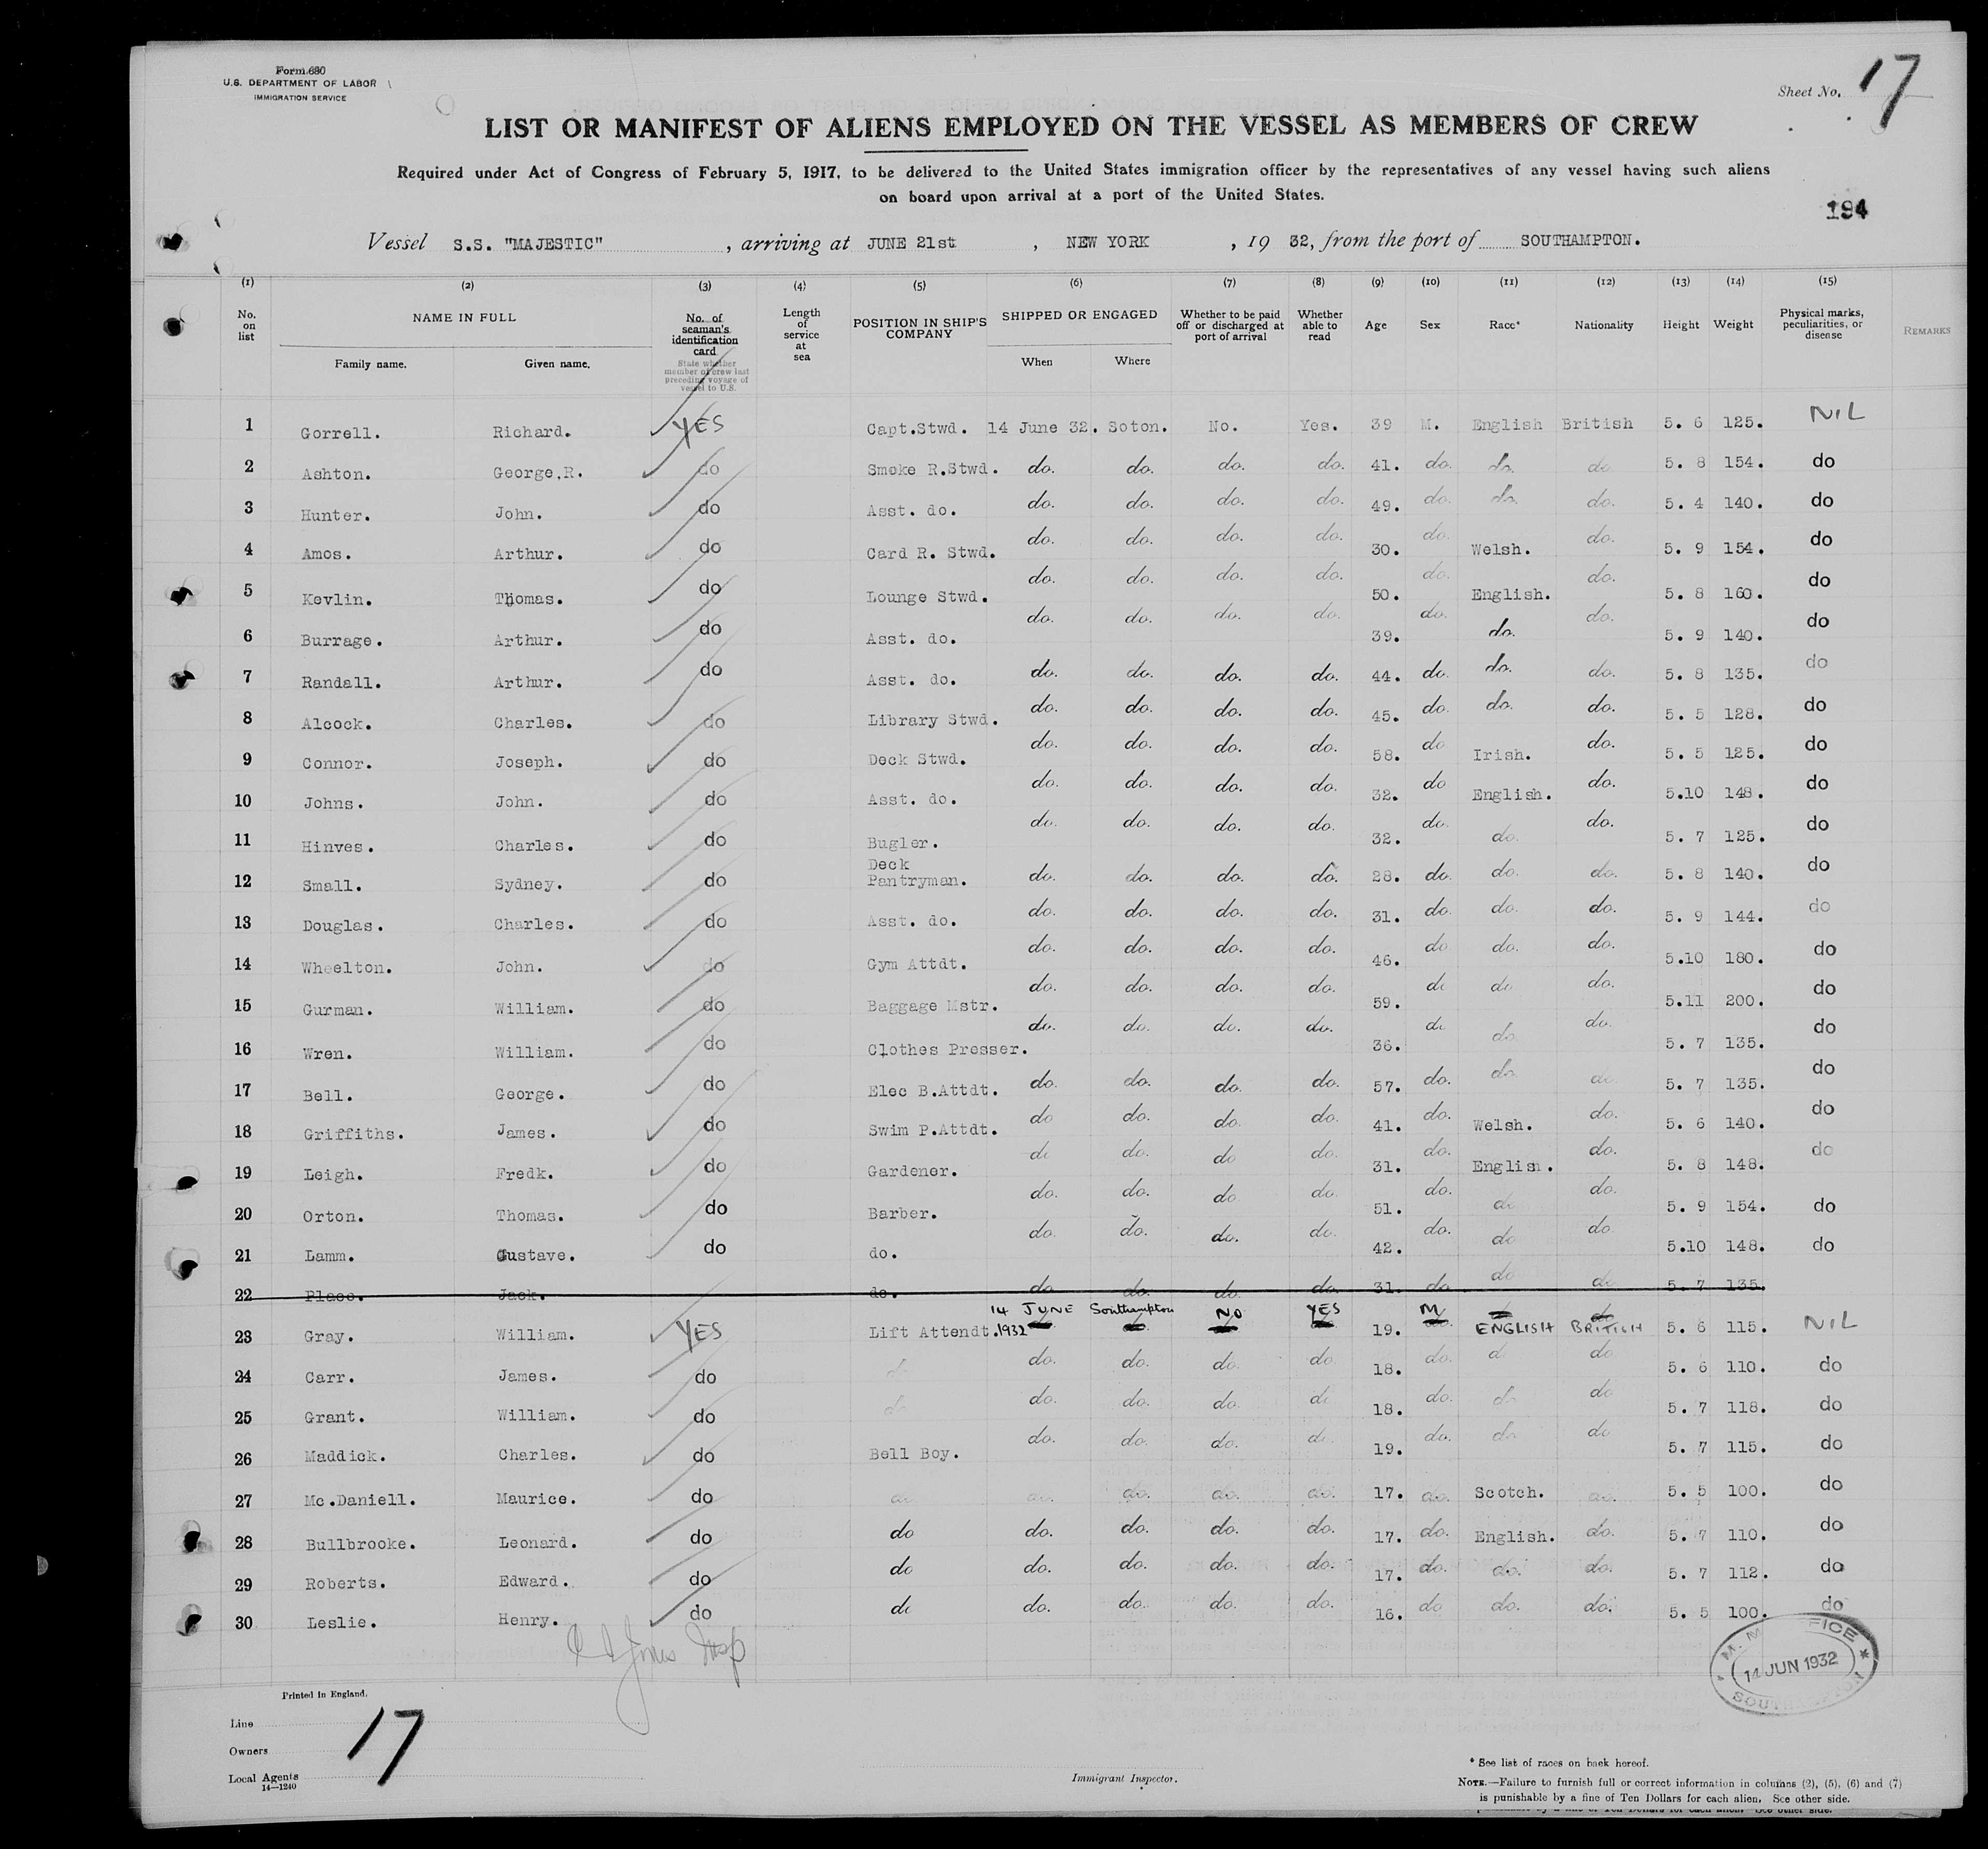 Form 680
U.S. DEPARTMENT OF LABOR
IMMIGRATION SERVICE
Sheet No. 17
LIST OR MANIFEST OF ALIENS EMPLOYED ON THE VESSEL AS MEMBERS OF CREW
Required under Act of Congress of February 5, 1917, to be delivered to the United States immigration officer by the representatives of any vessel having such aliens
on board upon arrival at a port of the United States.
194
Vessel S.S. "MAJESTIC", arriving at JUNE 21st, NEW YORK, 19 32, from the port of SOUTHAMPTON.
(1) (2) (3) (4) (5) (6) (7) (8) (9) (10) (11) (12) (13) (14) (15)
No. on list NAME IN FULL Family name. Given name. No. of seaman's identification card State whether member of crew last preceding voyage of vessel to U.S. Length of service at sea POSITION IN SHIP'S COMPANY SHIPPED OR ENGAGED When Where Whether to be paid off or discharged at port of arrival Whether able to read Age Sex Race* Nationality Height Weight Physical marks, peculiarities, or disease REMARKS
1 Gorrell. Richard. YES Capt.Stwd. 14 June 32. Soton. No. Yes. 39 M. English British 5. 6 125. NIL
2 Ashton. George.R. do Smoke R.Stwd. do. do. do. do. 41. do. do. do. 5. 8 154. do
3 Hunter. John. do Asst. do. do. do. do. do. 49. do. do. do. 5. 4 140. do
4 Amos. Arthur. do Card R. Stwd. do. do. do. do. 30. do. Welsh. do. 5. 9 154. do
5 Kevlin. Thomas. do Lounge Stwd. do. do. do. do. 50. do. English. do. 5. 8 160. do
6 Burrage. Arthur. do Asst. do. do. do. do. do. 39. do. do. do. 5. 9 140. do
7 Randall. Arthur. do Asst. do. do. do. do. do. 44. do. do. do. 5. 8 135. do
8 Alcock. Charles. do Library Stwd. do. do. do. do. 45. do. do. do. 5. 5 128. do
9 Connor. Joseph. do Deck Stwd. do. do. do. do. 58. do Irish. do. 5. 5 125. do
10 Johns. John. do Asst. do. do. do. do. do. 32. do English. do. 5.10 148. do
11 Hinves. Charles. do Bugler. do. do. do. do. 32. do. do. do. 5. 7 125. do
12 Small. Sydney. do Deck Pantryman. do. do. do. do. 28. do. do. do. 5. 8 140. do
13 Douglas. Charles. do Asst. do. do. do. do. do. 31. do. do. do. 5. 9 144. do
14 Wheelton. John. do Gym Attdt. do. do. do. do. 46. do do. do. 5.10 180. do
15 Gurman. William. do Baggage Mstr. do. do. do. do. 59. do do do. 5.11 200. do
16 Wren. William. do Clothes Presser. do. do. do. do. 36. do do do. 5. 7 135. do
17 Bell. George. do Elec B.Attdt. do. do. do. do. 57. do. do. do. 5. 7 135. do
18 Griffiths. James. do Swim P.Attdt. do do. do. do. 41. do. Welsh. do. 5. 6 140. do
19 Leigh. Fredk. do Gardener. do do. do do. 31. do. English. do. 5. 8 148. do
20 Orton. Thomas. do Barber. do. do. do do. 51. do. do do. 5. 9 154. do
21 Lamm. Gustave. do do. do. do. do. do. 42. do. do do. 5.10 148. do
22 Place. Jack. do. do do. do. do. 31. do do do 5. 7 135.
23 Gray. William. YES Lift Attendt. 14 JUNE 1932 Southampton NO YES 19. M ENGLISH BRITISH 5. 6 115. NIL
24 Carr. James. do do. do. do. do 18. do. do do 5. 6 110. do
25 Grant. William. do do do. do. do. do 18. do. do do 5. 7 118. do
26 Maddick. Charles. do Bell Boy. do. do. do. do. 19. do. do do 5. 7 115. do
27 Mc.Daniell. Maurice. do do. do. do. do. do. 17. do. Scotch. do. 5. 5 100. do
28 Bullbrooke. Leonard. do do do. do. do. do. 17. do. English. do. 5. 7 110. do
29 Roberts. Edward. do do do. do. do. do. 17. do. do. do. 5. 7 112. do
30 Leslie. Henry. do do do. do. do. do. 16. do do. do. 5. 5 100. do
Jones Insp
14 JUN 1932
SOUTHAMPTON
Printed in England.
Line
Owners
Local Agents
14—1240
17
Immigrant Inspector.
* See list of races on back hereof.
NOTE.—Failure to furnish full or correct information in columns (2), (5), (6) and (7)
is punishable by a fine of Ten Dollars for each alien. See other side.